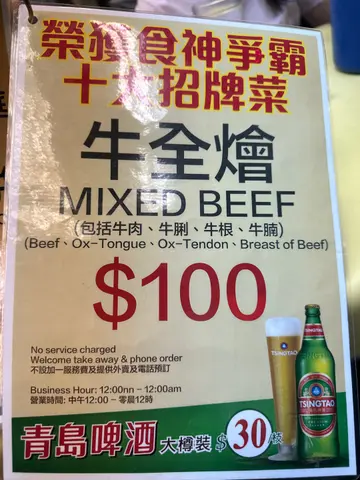 榮獲食神爭霸
十大招牌菜
牛全燴
MIXED BEEF
(包括牛肉、牛脷、牛根、牛腩)
(Beef、Ox-Tongue、Ox-Tendon、Breast of Beef)
$100
No service charged
Welcome take away & phone order
不設加一服務費及提供外賣及電話預訂
Business Hour: 12:00nn - 12:00am
營業時間: 中午12:00 - 零晨12時
TSINGTAO
TSINGTAO
青島啤酒 大樽裝 $30枝